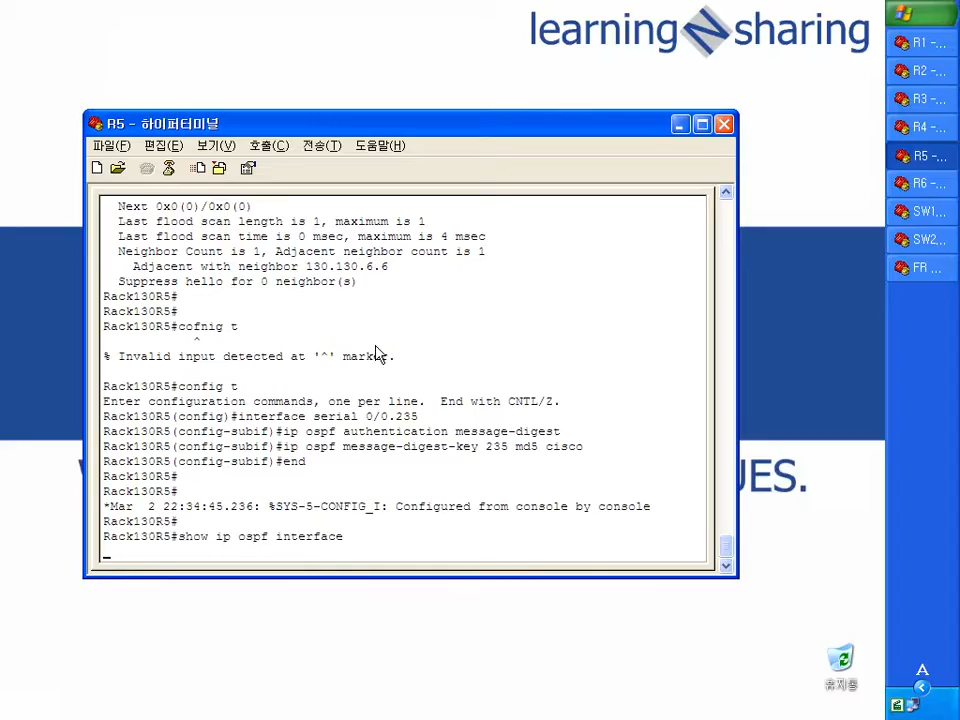 learning N sharing
R5 - 하이퍼터미널
파일(F) 편집(E) 보기(V) 호출(C) 전송(T) 도움말(H)
Next 0x0(0)/0x0(0)
Last flood scan length is 1, maximum is 1
Last flood scan time is 0 msec, maximum is 4 msec
Neighbor Count is 1, Adjacent neighbor count is 1
Adjacent with neighbor 130.130.6.6
Suppress hello for 0 neighbor(s)
Rack130R5#
Rack130R5#
Rack130R5#cofnig t
^
% Invalid input detected at '^' marker.
Rack130R5#config t
Enter configuration commands, one per line.  End with CNTL/Z.
Rack130R5(config)#interface serial 0/0.235
Rack130R5(config-subif)#ip ospf authentication message-digest
Rack130R5(config-subif)#ip ospf message-digest-key 235 md5 cisco
Rack130R5(config-subif)#end
Rack130R5#
Rack130R5#
*Mar  2 22:34:45.236: %SYS-5-CONFIG_I: Configured from console by console
Rack130R5#
Rack130R5#show ip ospf interface
UES.
휴지통
R1 -...
R2 -...
R3 -...
R4 -...
R5 -...
R6 -...
SW1...
SW2...
FR ...
A